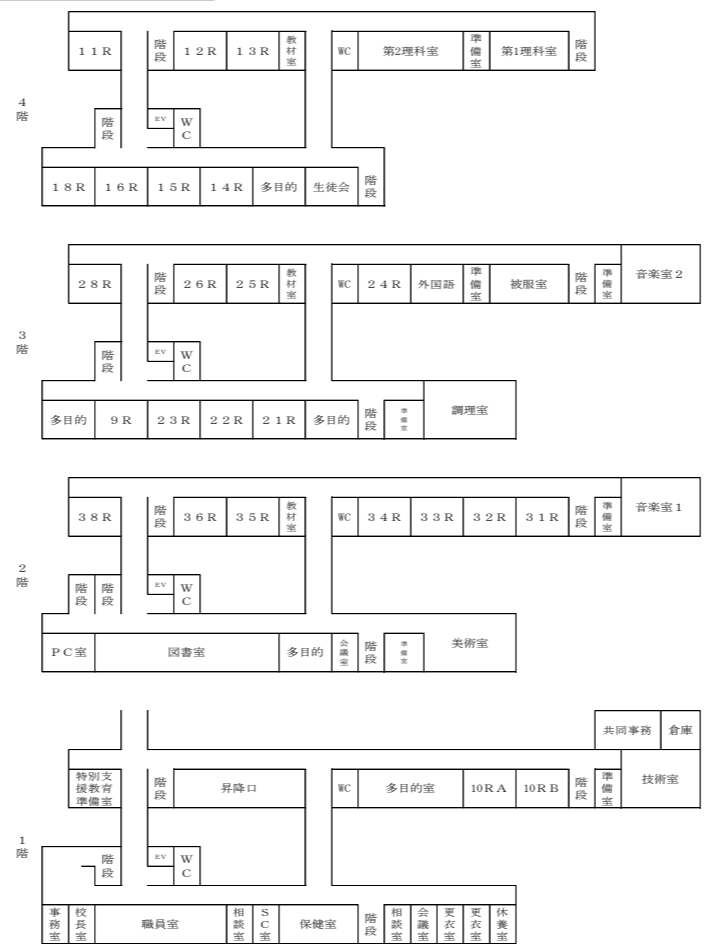 11R 階段 12R 13R 教材室 WC 第2理科室 準備室 第1理科室 階段
4階
階段 EV WC
18R 16R 15R 14R 多目的 生徒会 階段
28R 階段 26R 25R 教材室 WC 24R 外国語 準備室 被服室 階段 準備室 音楽室2
3階
階段 EV WC
多目的 9R 23R 22R 21R 多目的 階段 準備室 調理室
38R 階段 36R 35R 教材室 WC 34R 33R 32R 31R 階段 準備室 音楽室1
2階
階段 階段 EV WC
PC室 図書室 多目的 会議室 階段 準備室 美術室
共同事務 倉庫
特別支援教育準備室 階段 昇降口 WC 多目的室 10RA 10RB 階段 準備室 技術室
1階
階段 EV WC
事務室 校長室 職員室 相談室 SC室 保健室 階段 相談室 会議室 更衣室 更衣室 休養室